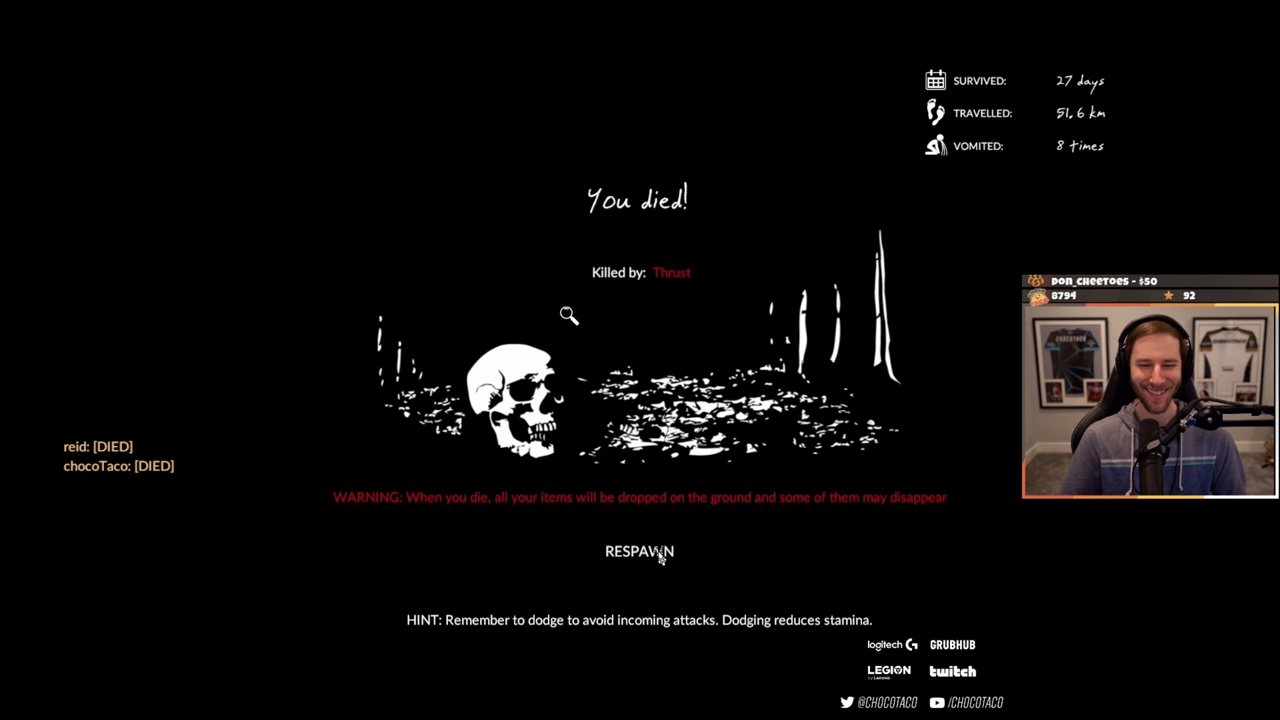 SURVIVED: 27 days
TRAVELLED: 51,6 km
VOMITED: 8 times
You died!
Killed by: Thrust
DON_CHEETOES - $50
8794 92
CHOCOTACO
reid: [DIED]
chocoTaco: [DIED]
WARNING: When you die, all your items will be dropped on the ground and some of them may disappear
RESPAWN
HINT: Remember to dodge to avoid incoming attacks. Dodging reduces stamina.
logitech G GRUBHUB
LEGION by Lenovo twitch
@CHOCOTACO /CHOCOTACO